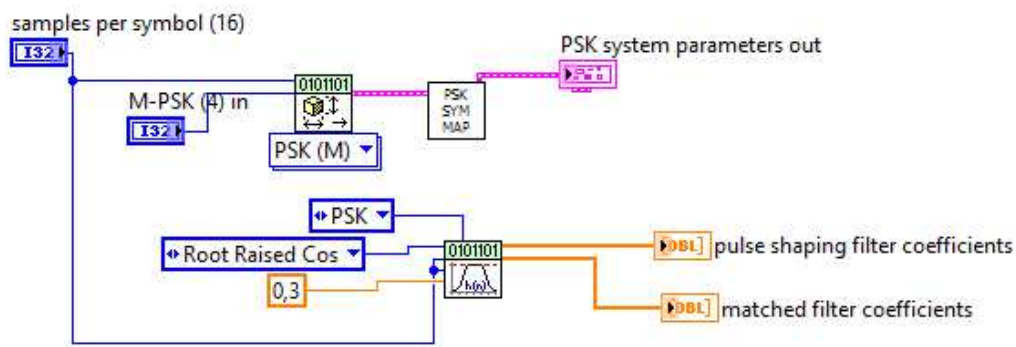 samples per symbol (16)
I32
PSK system parameters out
0101101
M-PSK (4) in
I32
PSK
SYM
MAP
PSK (M)
PSK
Root Raised Cos
0101101
DBL]
pulse shaping filter coefficients
0,3
h(n)
DBL]
matched filter coefficients